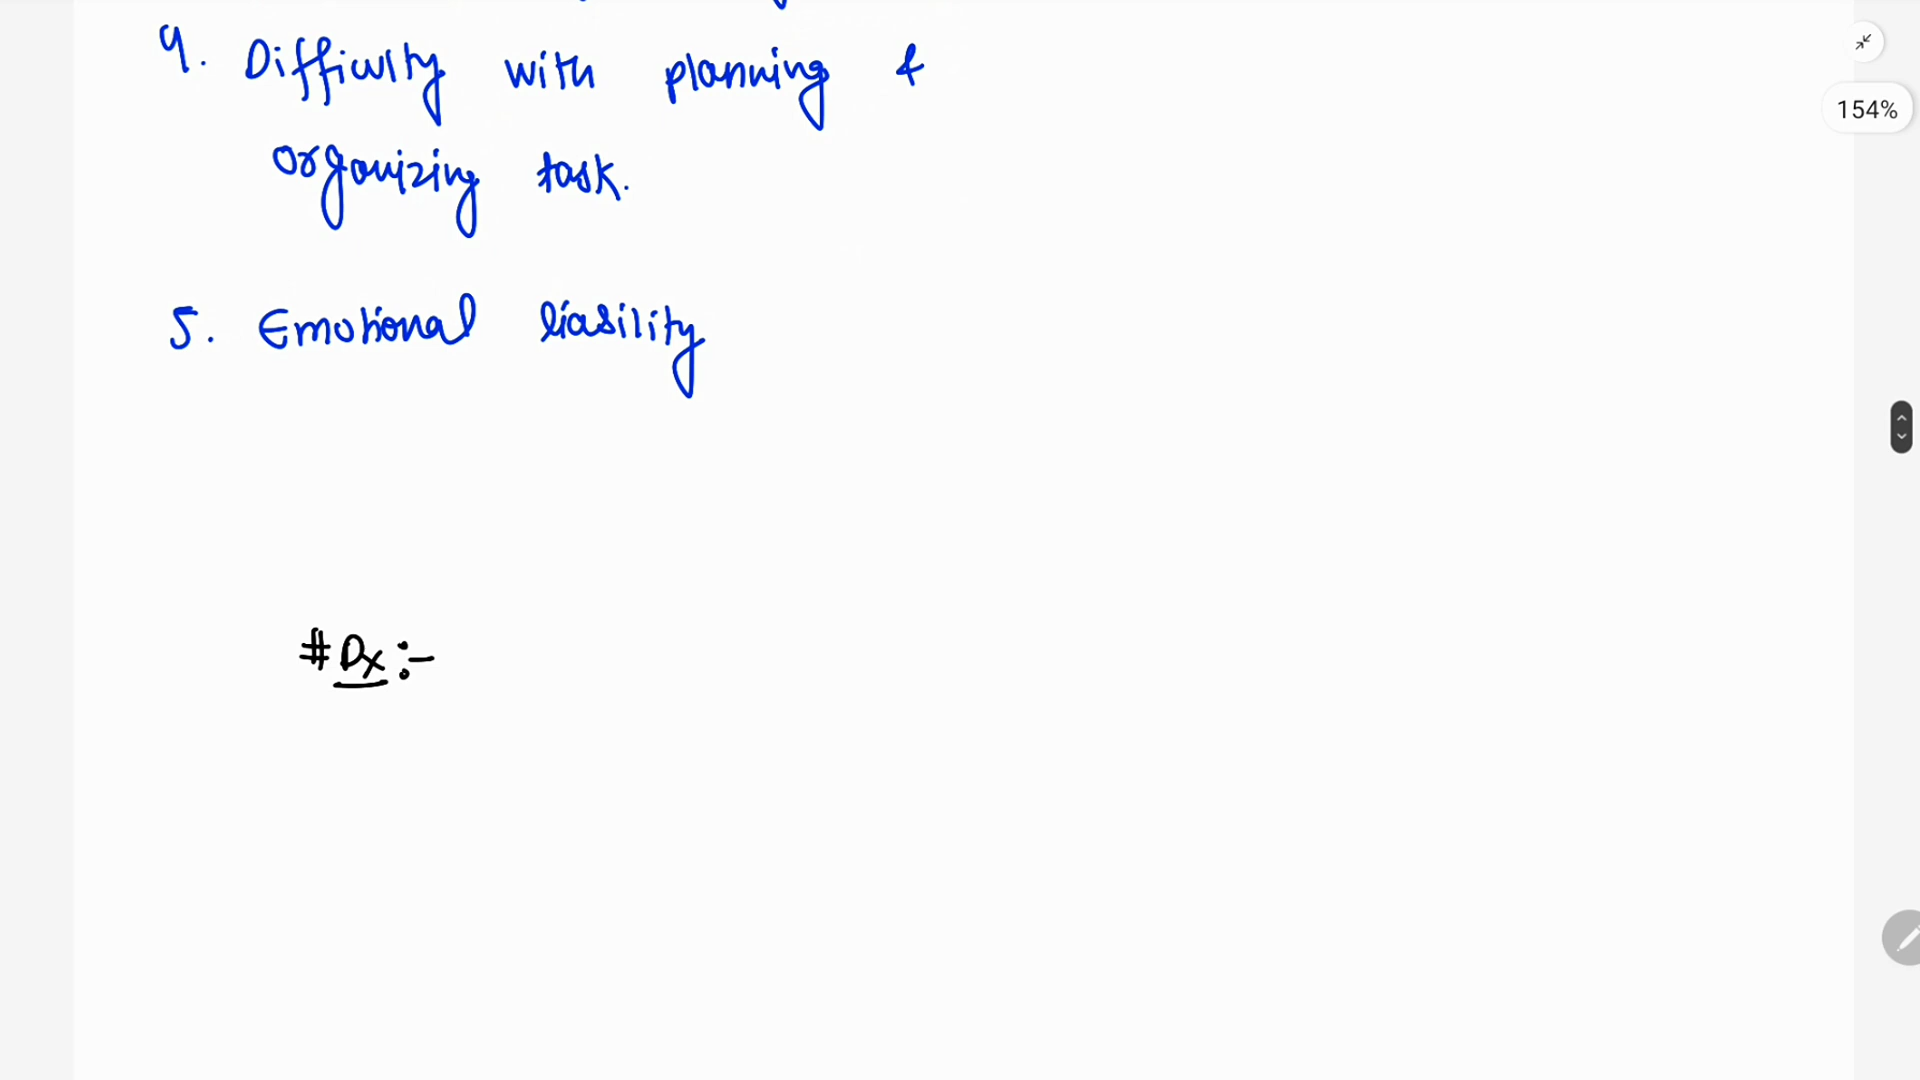 4. Difficulty with planning &
organizing task.
5. Emotional liability
#Dx:-
154%